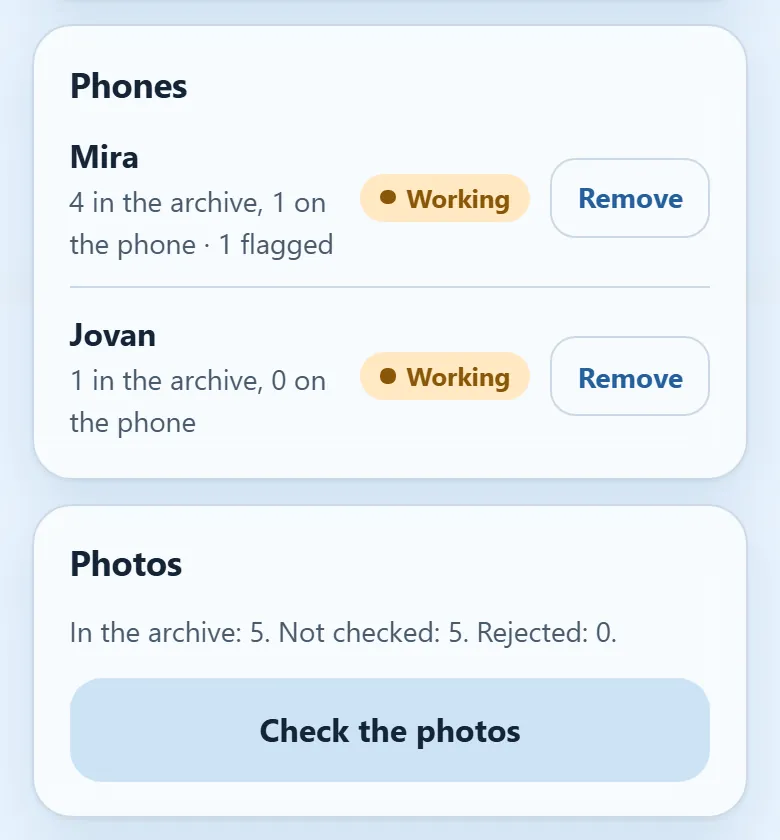 Phones
Mira
4 in the archive, 1 on
the phone · 1 flagged
Working
Remove
Jovan
1 in the archive, 0 on
the phone
Working
Remove
Photos
In the archive: 5. Not checked: 5. Rejected: 0.
Check the photos